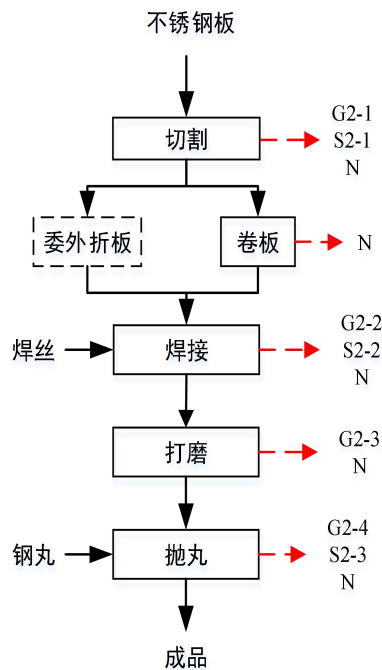 不锈钢板
切割
G2-1
S2-1
N
委外折板
卷板
N
焊丝
焊接
G2-2
S2-2
N
打磨
G2-3
N
钢丸
抛丸
G2-4
S2-3
N
成品